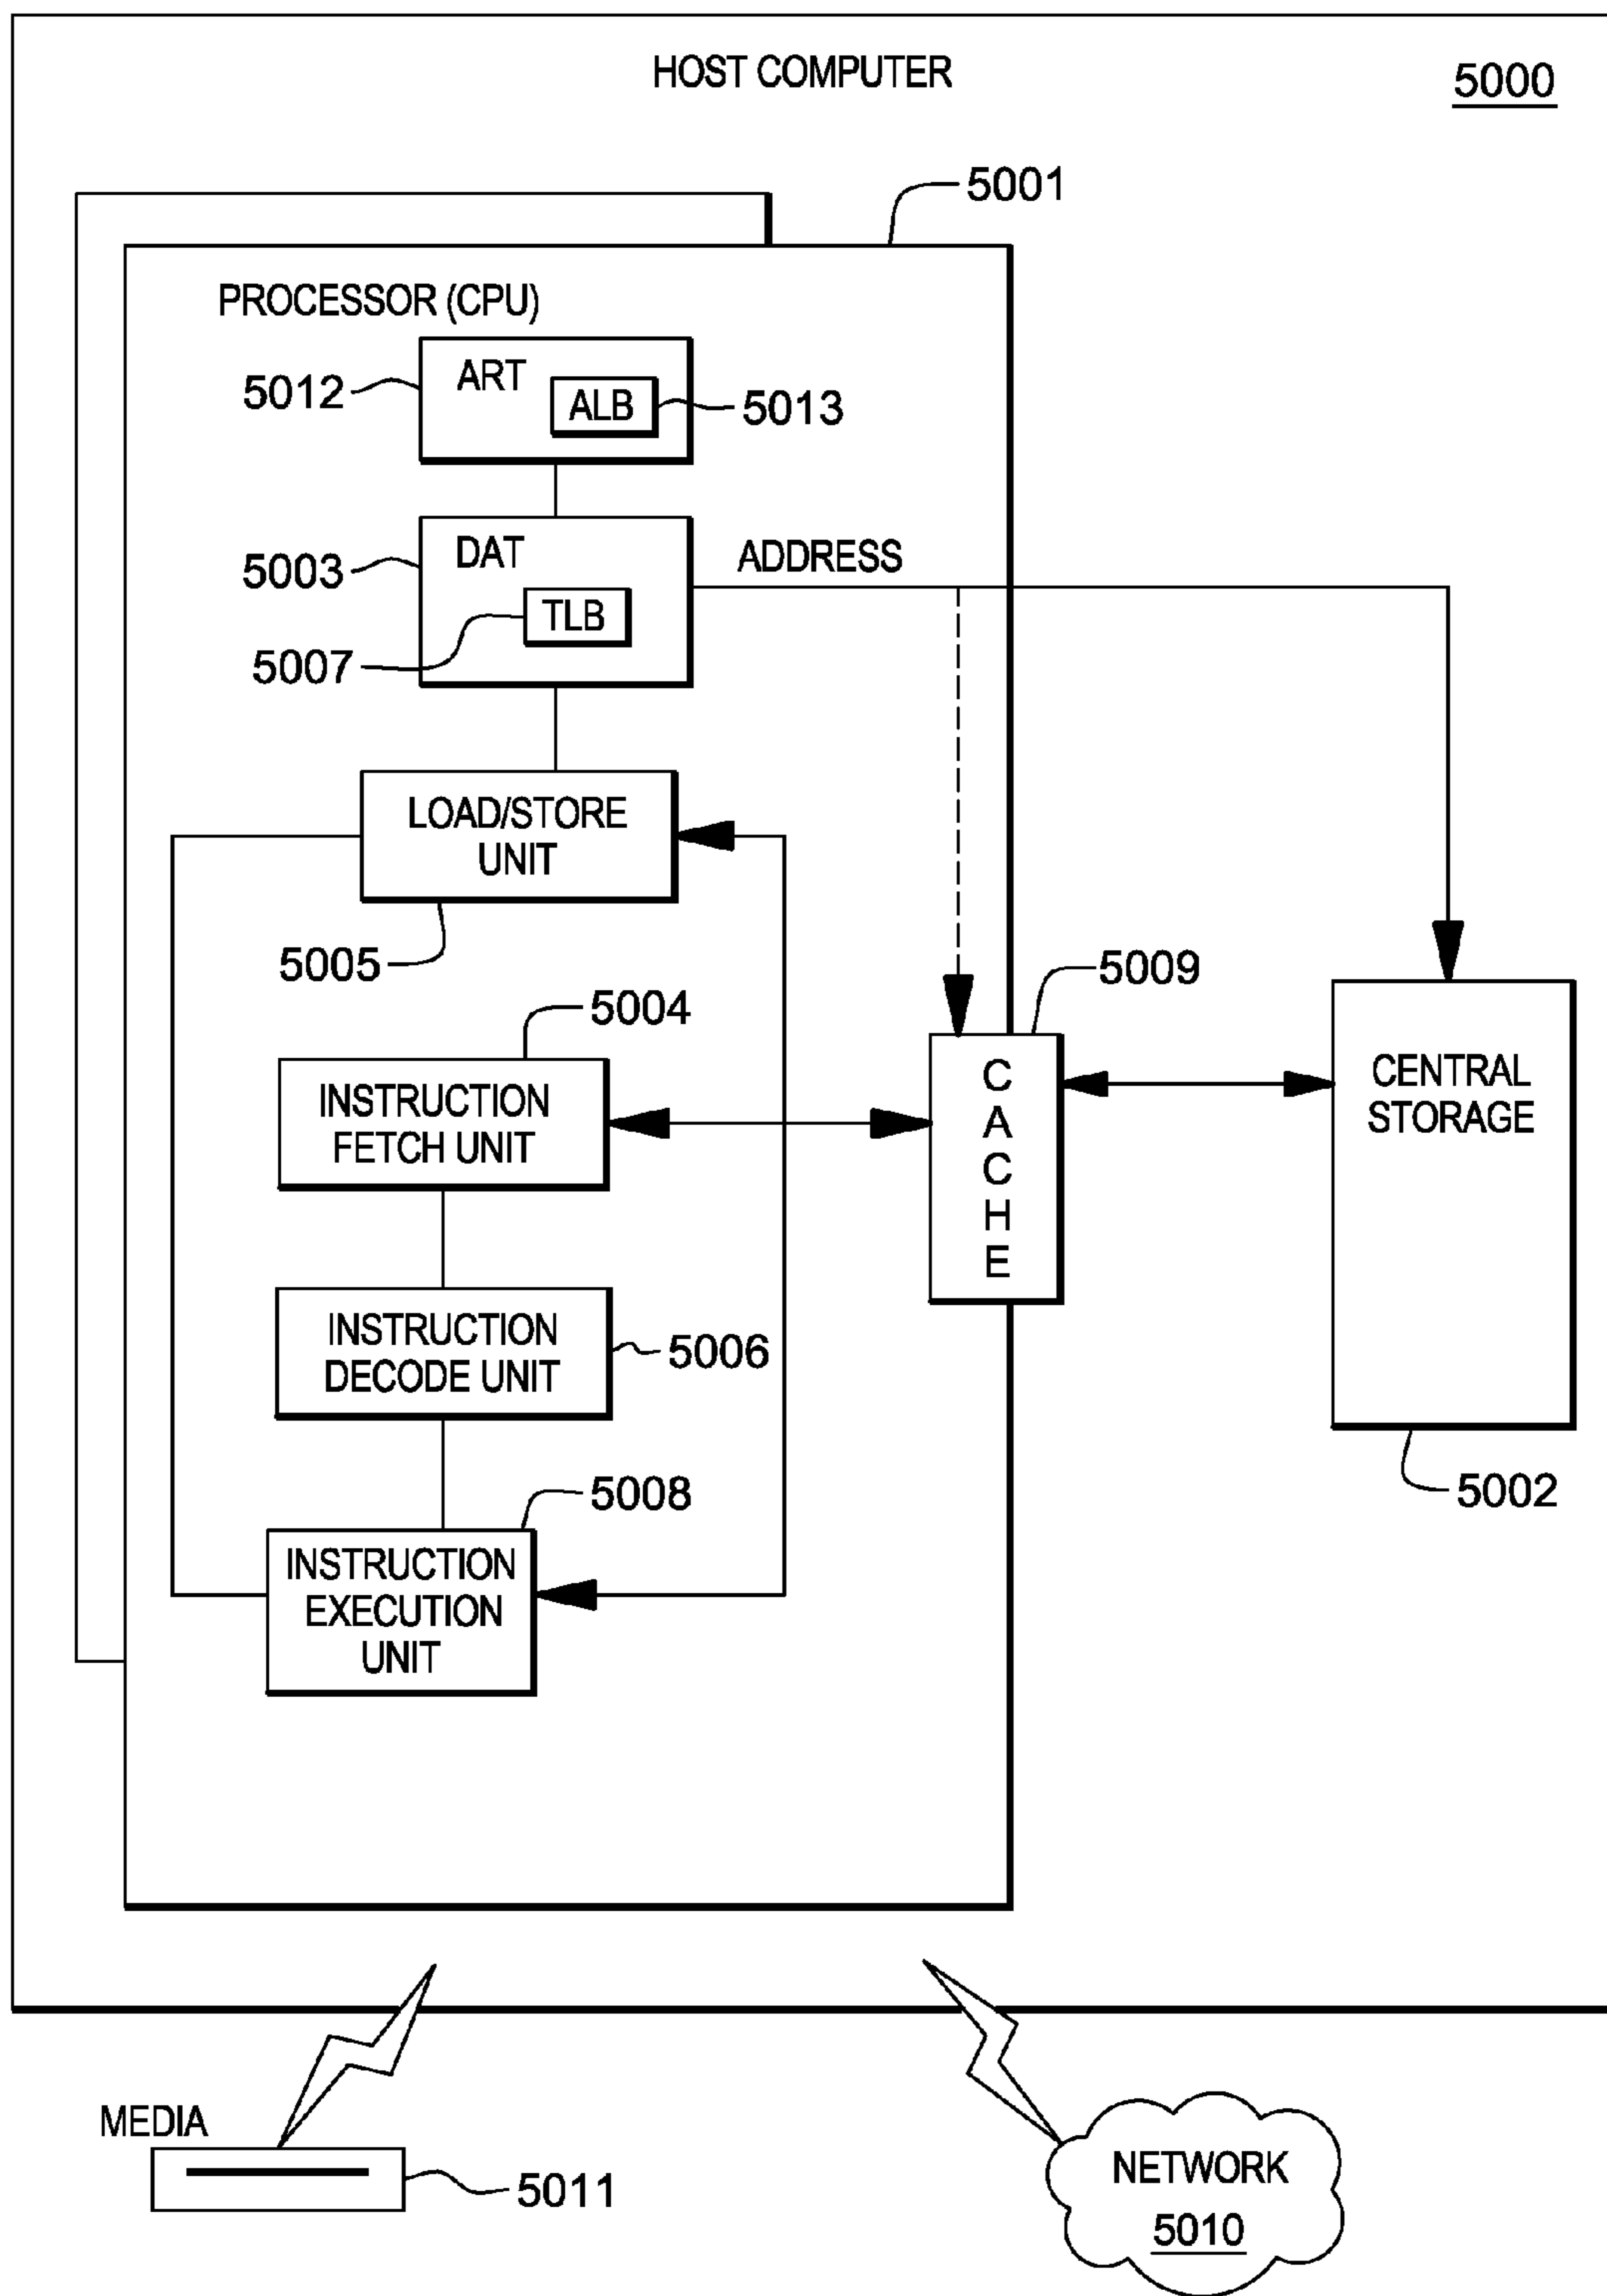 HOST COMPUTER
5000
5001
PROCESSOR (CPU)
ART
5012
ALB
5013
DAT
ADDRESS
5003
TLB
5007
LOAD/STORE
UNIT
5005
5009
5004
CACHE
CENTRAL
STORAGE
INSTRUCTION
FETCH UNIT
INSTRUCTION
DECODE UNIT
5006
5008
5002
INSTRUCTION
EXECUTION
UNIT
MEDIA
5011
NETWORK
5010